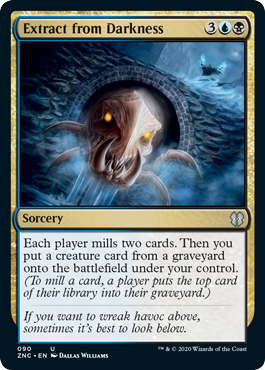 Extract from Darkness 3
Sorcery
Each player mills two cards. Then you
put a creature card from a graveyard
onto the battlefield under your control.
(To mill a card, a player puts the top card
of their library into their graveyard.)
If you want to wreak havoc above,
sometimes it's best to look below.
090 U
ZNC • EN Dallas Williams
™ & © 2020 Wizards of the Coast